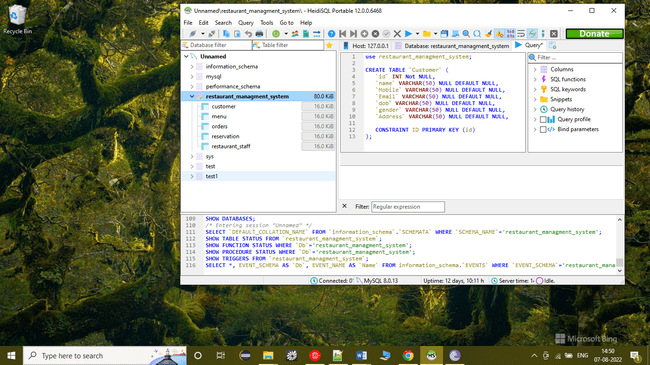 Recycle Bin
Unnamed\restaurant_managment_system\ - HeidiSQL Portable 12.0.0.6468
File Edit Search Query Tools Go to Help
Donate
Database filter Table filter
Host: 127.0.0.1 Database: restaurant_managment_system Query*
Unnamed
information_schema
mysql
performance_schema
restaurant_managment_system 80.0 KiB
customer 16.0 KiB
menu 16.0 KiB
orders 16.0 KiB
reservation 16.0 KiB
restaurant_staff 16.0 KiB
sys
test
test1
1 use restaurant_managment_system;
2
3 CREATE TABLE `Customer` (
4 `id` INT Not NULL,
5 `name` VARCHAR(50) NULL DEFAULT NULL,
6 `Mobile` VARCHAR(50) NULL DEFAULT NULL,
7 `Email` VARCHAR(50) NULL DEFAULT NULL,
8 `dob` VARCHAR(50) NULL DEFAULT NULL,
9 `gender` VARCHAR(50) NULL DEFAULT NULL,
10 `Address` VARCHAR(50) NULL DEFAULT NULL,
11
12 CONSTRAINT ID PRIMARY KEY (id)
13 );
Filter ...
Columns
SQL functions
SQL keywords
Snippets
Query history
Query profile
Bind parameters
Filter: Regular expression
109 SHOW DATABASES;
110 /* Entering session "Unnamed" */
111 SELECT `DEFAULT_COLLATION_NAME` FROM `information_schema`.`SCHEMATA` WHERE `SCHEMA_NAME`='restaurant_managment_system';
112 SHOW TABLE STATUS FROM `restaurant_managment_system`;
113 SHOW FUNCTION STATUS WHERE `Db`='restaurant_managment_system';
114 SHOW PROCEDURE STATUS WHERE `Db`='restaurant_managment_system';
115 SHOW TRIGGERS FROM `restaurant_managment_system`;
116 SELECT *, EVENT_SCHEMA AS `Db`, EVENT_NAME AS `Name` FROM information_schema.`EVENTS` WHERE `EVENT_SCHEMA`='restaurant_mana
Connected: 0' MySQL 8.0.13 Uptime: 12 days, 10:11 h Server time: 1 Idle.
Microsoft Bing
Type here to search
ENG
14:50
07-08-2022